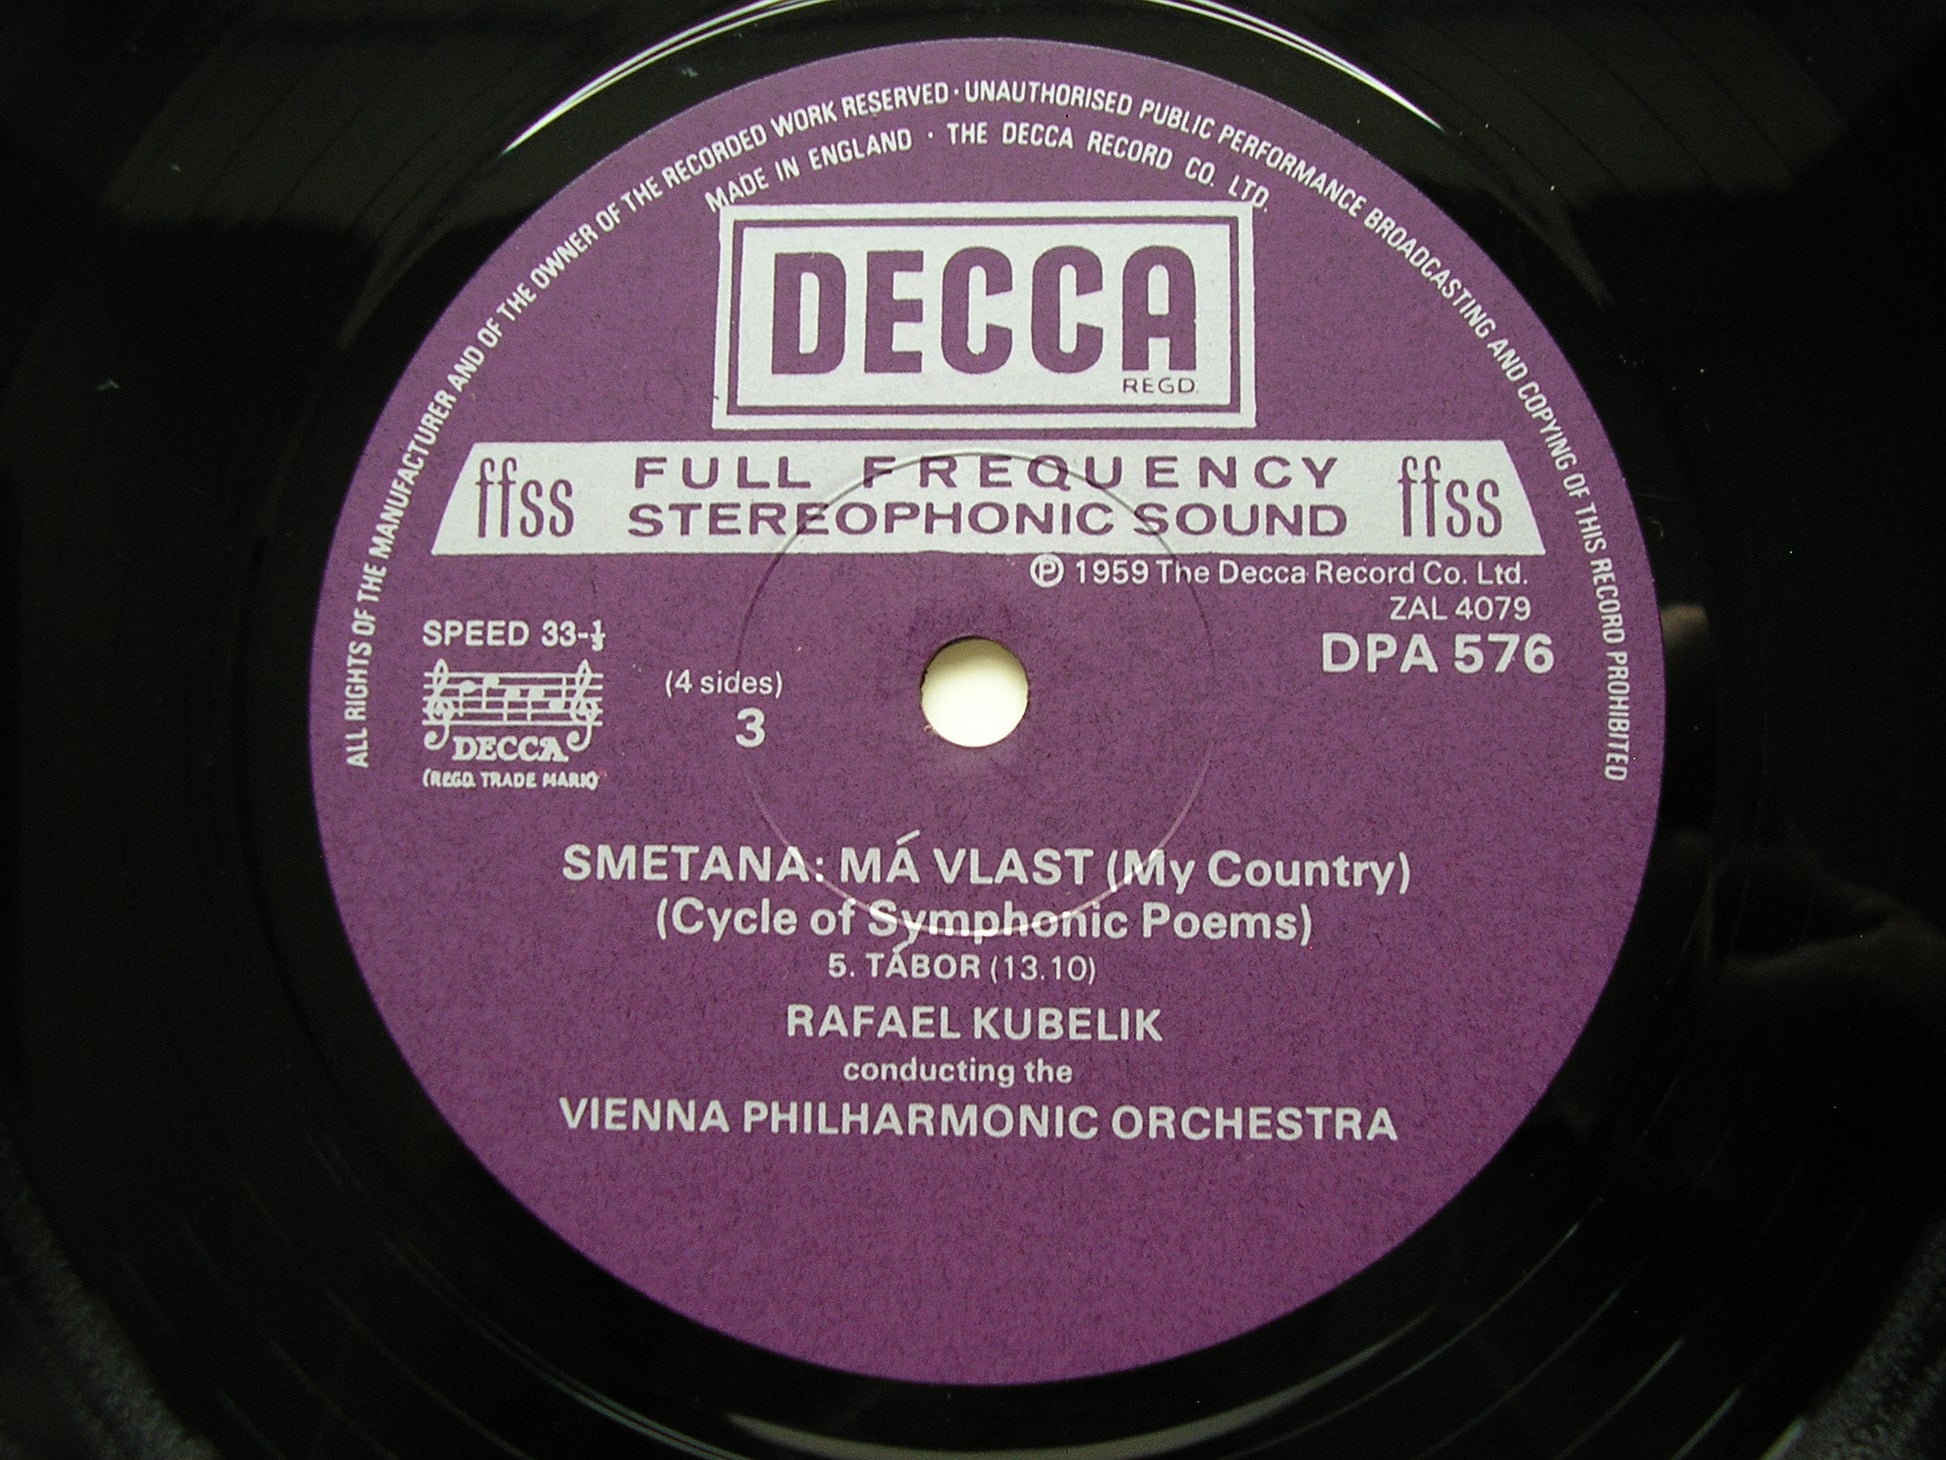 ALL RIGHTS OF THE MANUFACTURER AND OF THE OWNER OF THE RECORDED WORK RESERVED · UNAUTHORISED PUBLIC PERFORMANCE BROADCASTING AND COPYING OF THIS RECORD PROHIBITED
MADE IN ENGLAND · THE DECCA RECORD CO. LTD.
DECCA
REGD.
ffss FULL FREQUENCY ffss
STEREOPHONIC SOUND
℗ 1959 The Decca Record Co. Ltd.
ZAL 4079
DPA 576
SPEED 33-⅓
DECCA
(REGD. TRADE MARK)
(4 sides)
3
SMETANA: MÁ VLAST (My Country)
(Cycle of Symphonic Poems)
5. TÁBOR (13.10)
RAFAEL KUBELIK
conducting the
VIENNA PHILHARMONIC ORCHESTRA